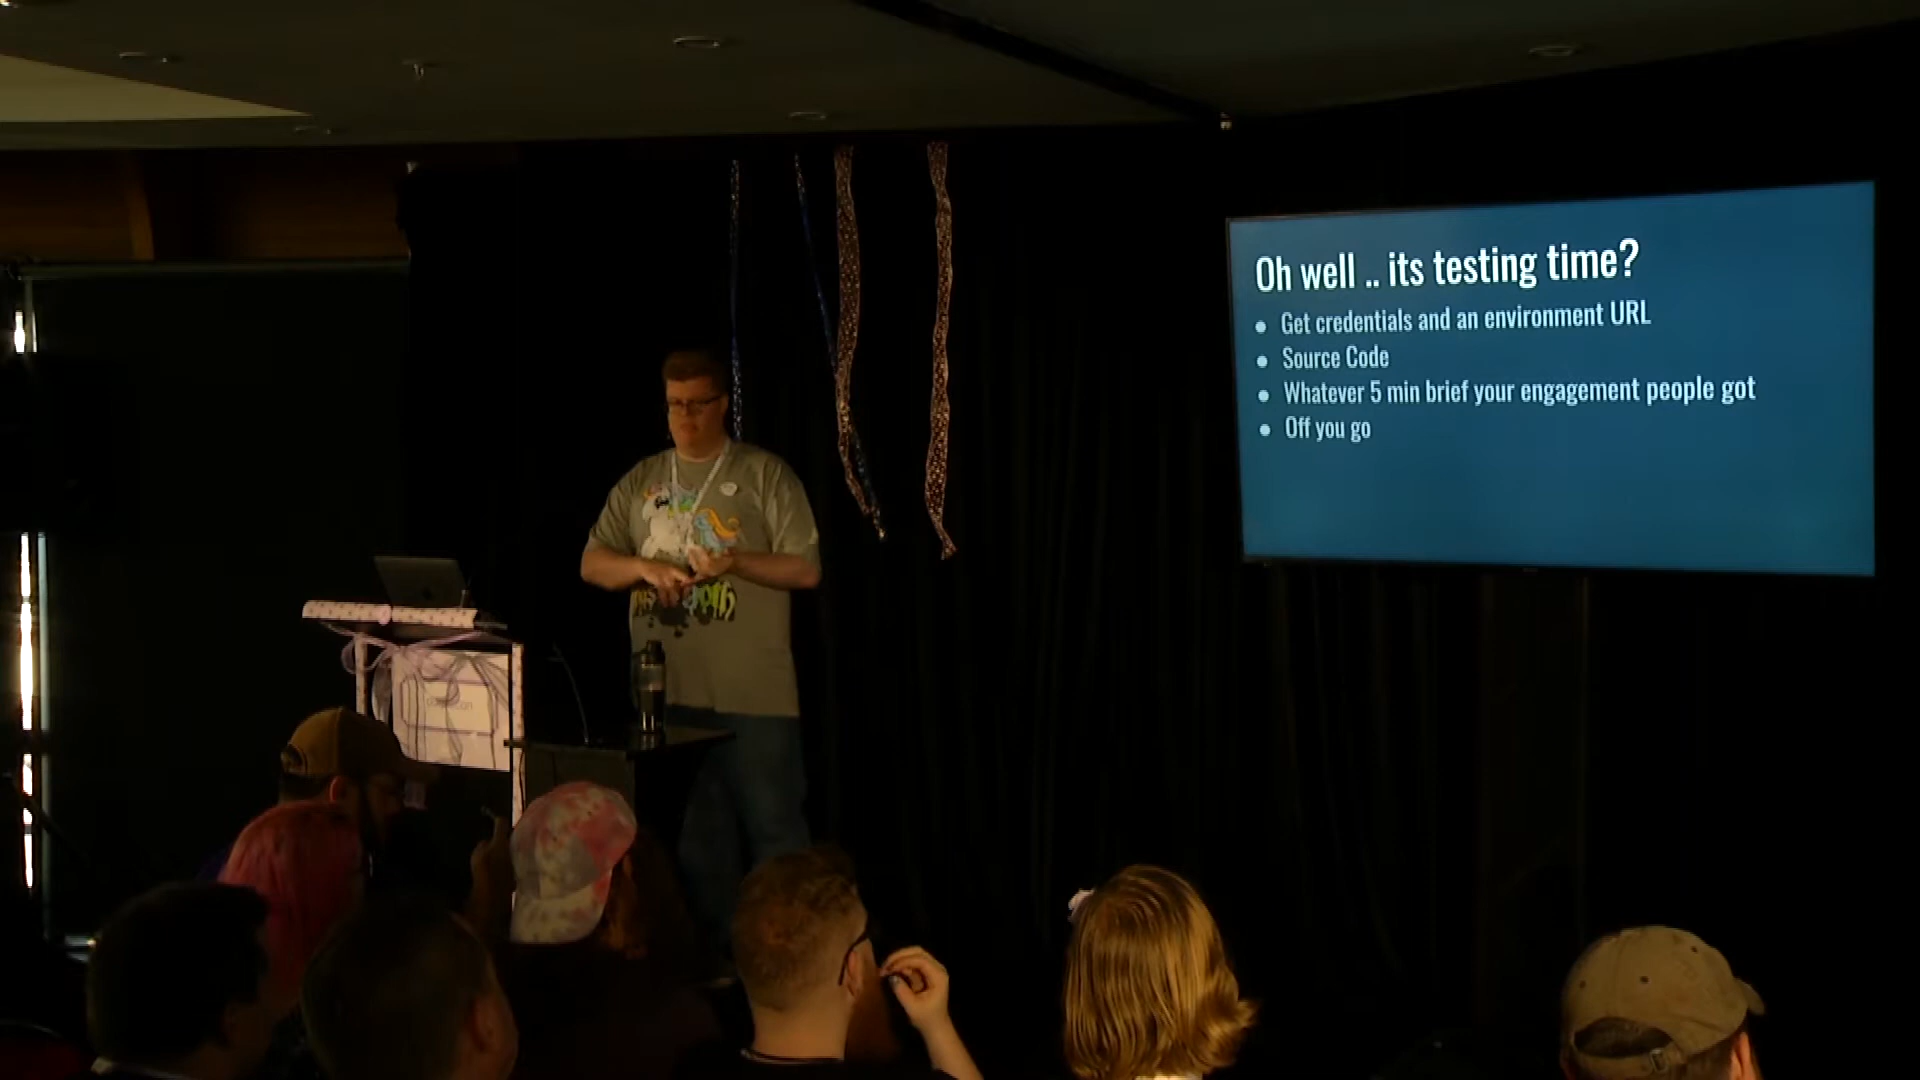 Oh well .. its testing time?
● Get credentials and an environment URL
● Source Code
● Whatever 5 min brief your engagement people got
● Off you go